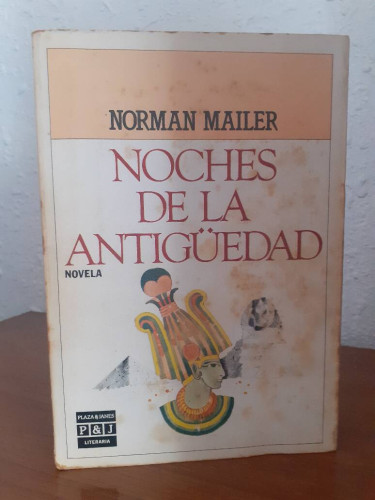 NORMAN MAILER
NOCHES
DE LA
ANTIGÜEDAD
NOVELA
PLAZA & JANES
P&J
LITERARIA